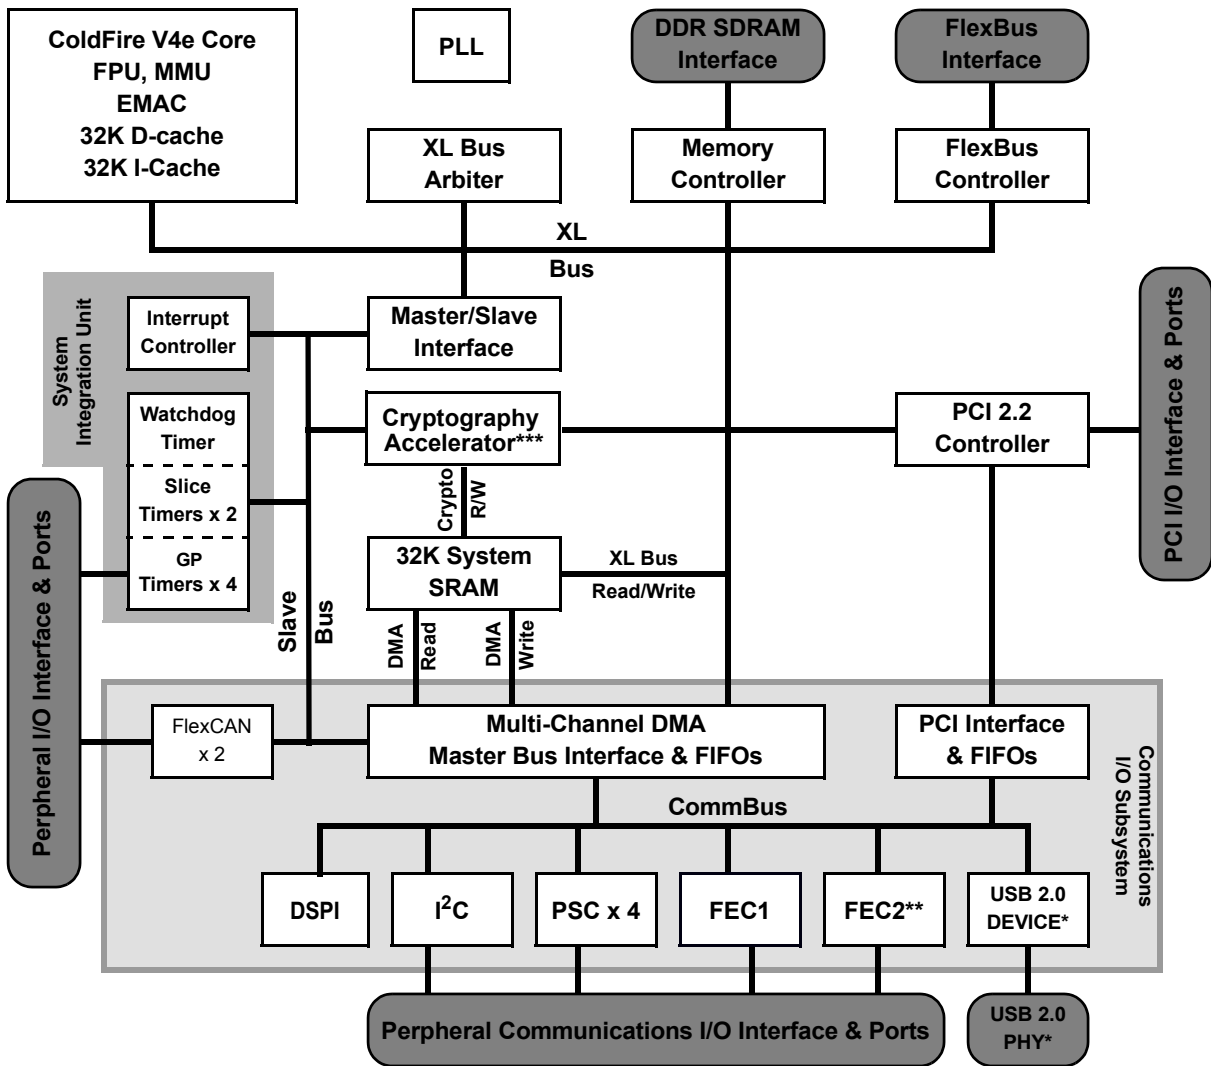 ColdFire V4e Core
FPU, MMU
EMAC
32K D-cache
32K I-Cache
PLL
DDR SDRAM
Interface
FlexBus
Interface
XL Bus
Arbiter
Memory
Controller
FlexBus
Controller
XL
Bus
System
Integration Unit
Interrupt
Controller
Master/Slave
Interface
Watchdog
Timer
Slice
Timers x 2
GP
Timers x 4
Cryptography
Accelerator***
PCI 2.2
Controller
PCI I/O Interface & Ports
Crypto
R/W
32K System
SRAM
XL Bus
Read/Write
Slave
Bus
DMA
Read
DMA
Write
Perpheral I/O Interface & Ports
FlexCAN
x 2
Multi-Channel DMA
Master Bus Interface & FIFOs
PCI Interface
& FIFOs
Communications
I/O Subsystem
CommBus
DSPI
I²C
PSC x 4
FEC1
FEC2**
USB 2.0
DEVICE*
Perpheral Communications I/O Interface & Ports
USB 2.0
PHY*